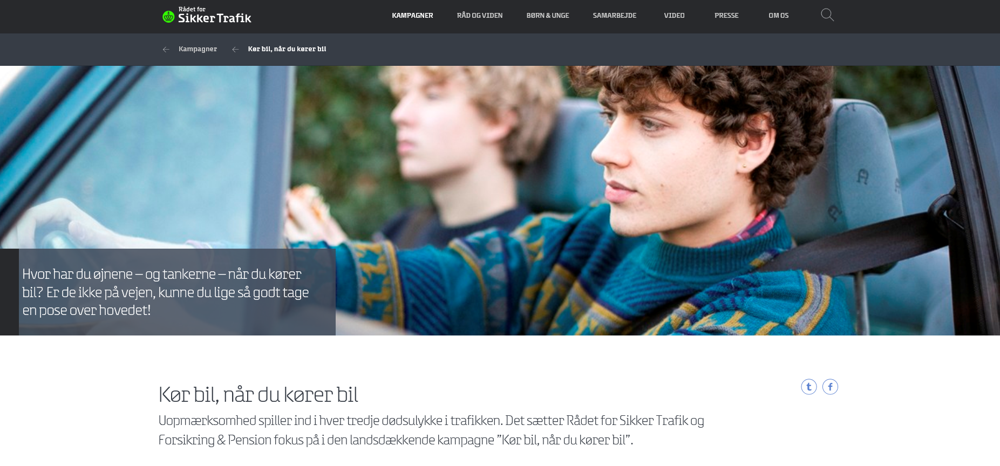 Rådet for
Sikker Trafik
KAMPAGNER RÅD OG VIDEN BØRN & UNGE SAMARBEJDE VIDEO PRESSE OM OS
Kampagner Kør bil, når du kører bil
Hvor har du øjnene – og tankerne – når du kører
bil? Er de ikke på vejen, kunne du lige så godt tage
en pose over hovedet!
Kør bil, når du kører bil
t f
Uopmærksomhed spiller ind i hver tredje dødsulykke i trafikken. Det sætter Rådet for Sikker Trafik og
Forsikring & Pension fokus på i den landsdækkende kampagne ”Kør bil, når du kører bil”.